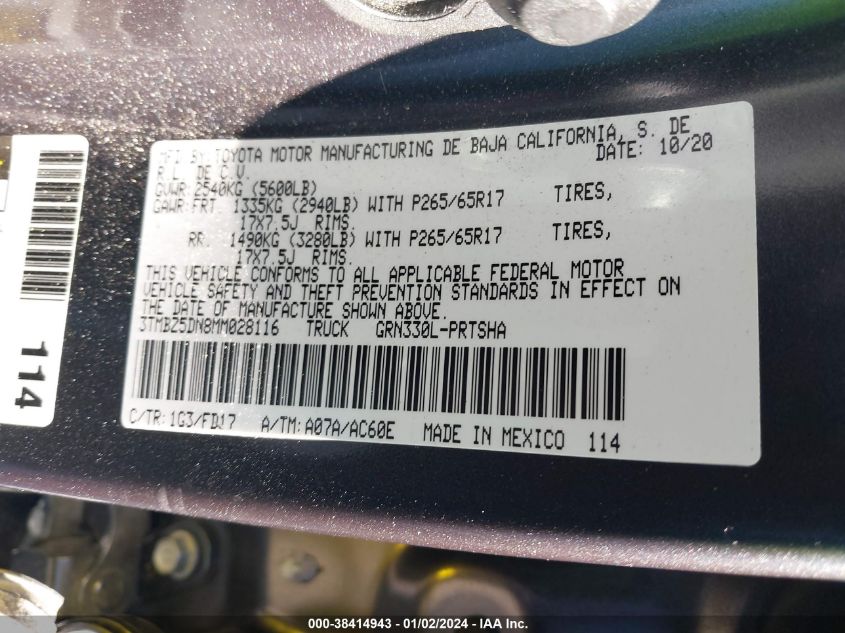 MFD BY: TOYOTA MOTOR MANUFACTURING DE BAJA CALIFORNIA, S. DE
R.L. DE C.V. DATE: 10/20
GVWR: 2540KG (5600LB)
GAWR: FRT. 1335KG (2940LB) WITH P265/65R17 TIRES,
17X7.5J RIMS.
RR. 1490KG (3280LB) WITH P265/65R17 TIRES,
17X7.5J RIMS.
THIS VEHICLE CONFORMS TO ALL APPLICABLE FEDERAL MOTOR
VEHICLE SAFETY AND THEFT PREVENTION STANDARDS IN EFFECT ON
THE DATE OF MANUFACTURE SHOWN ABOVE.
3TMBZ5DN8MM028116 TRUCK GRN330L-PRTSHA
C/TR: 1G3/FD17 A/TM: A07A/AC60E MADE IN MEXICO 114
114
000-38414943 - 01/02/2024 - IAA Inc.